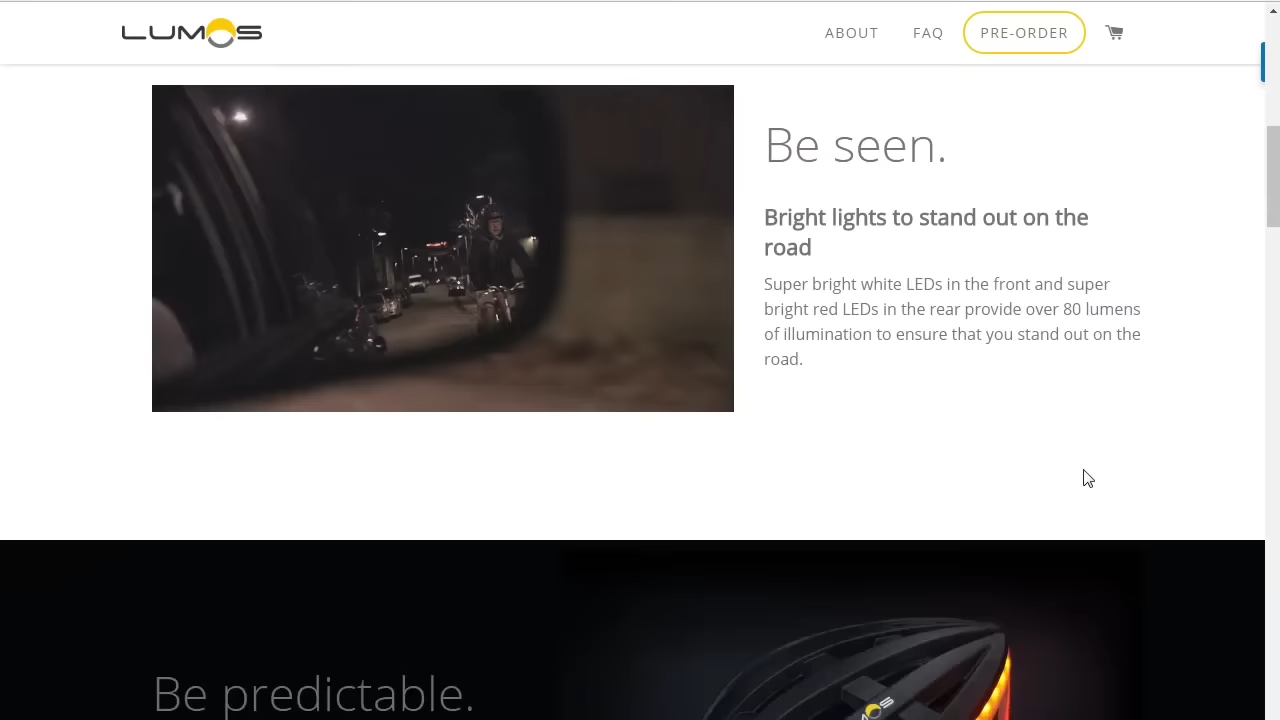 LUMOS
ABOUT
FAQ
PRE-ORDER
Be seen.
Bright lights to stand out on the
road
Super bright white LEDs in the front and super
bright red LEDs in the rear provide over 80 lumens
of illumination to ensure that you stand out on the
road.
Be predictable.